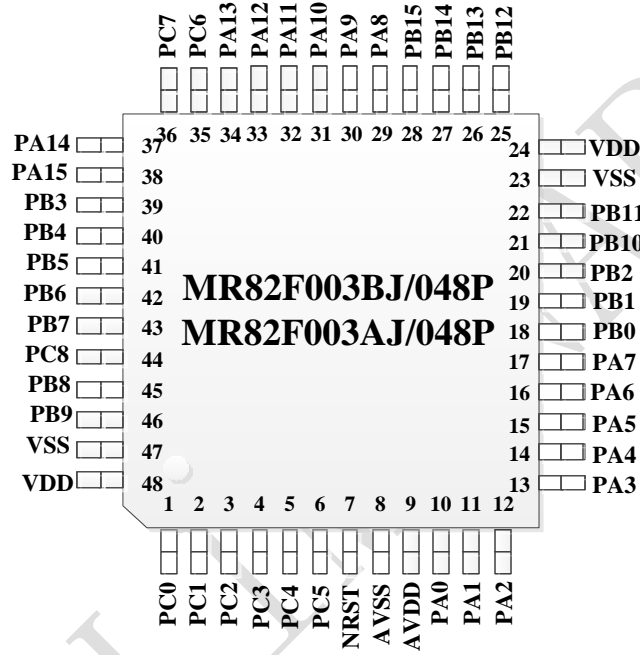 PC7 PC6 PA13 PA12 PA11 PA10 PA9 PA8 PB15 PB14 PB13 PB12
36 35 34 33 32 31 30 29 28 27 26 25
PA14 37 24 VDD
PA15 38 23 VSS
PB3 39 22 PB11
PB4 40 21 PB10
PB5 41 20 PB2
PB6 42 MR82F003BJ/048P 19 PB1
PB7 43 MR82F003AJ/048P 18 PB0
PC8 44 17 PA7
PB8 45 16 PA6
PB9 46 15 PA5
VSS 47 14 PA4
VDD 48 13 PA3
1 2 3 4 5 6 7 8 9 10 11 12
PC0 PC1 PC2 PC3 PC4 PC5 NRST AVSS AVDD PA0 PA1 PA2